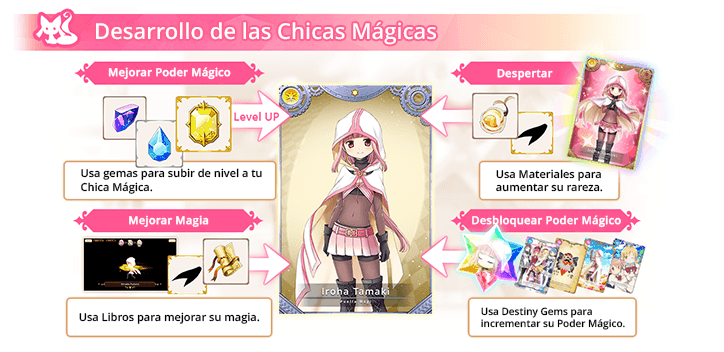 Desarrollo de las Chicas Mágicas
Mejorar Poder Mágico
Despertar
Level UP
Usa gemas para subir de nivel a tu
Chica Mágica.
Usa Materiales para
aumentar su rareza.
Mejorar Magia
Desbloquear Poder Mágico
Iroha Tamaki
Usa Libros para mejorar su magia.
Usa Destiny Gems para
incrementar su Poder Mágico.